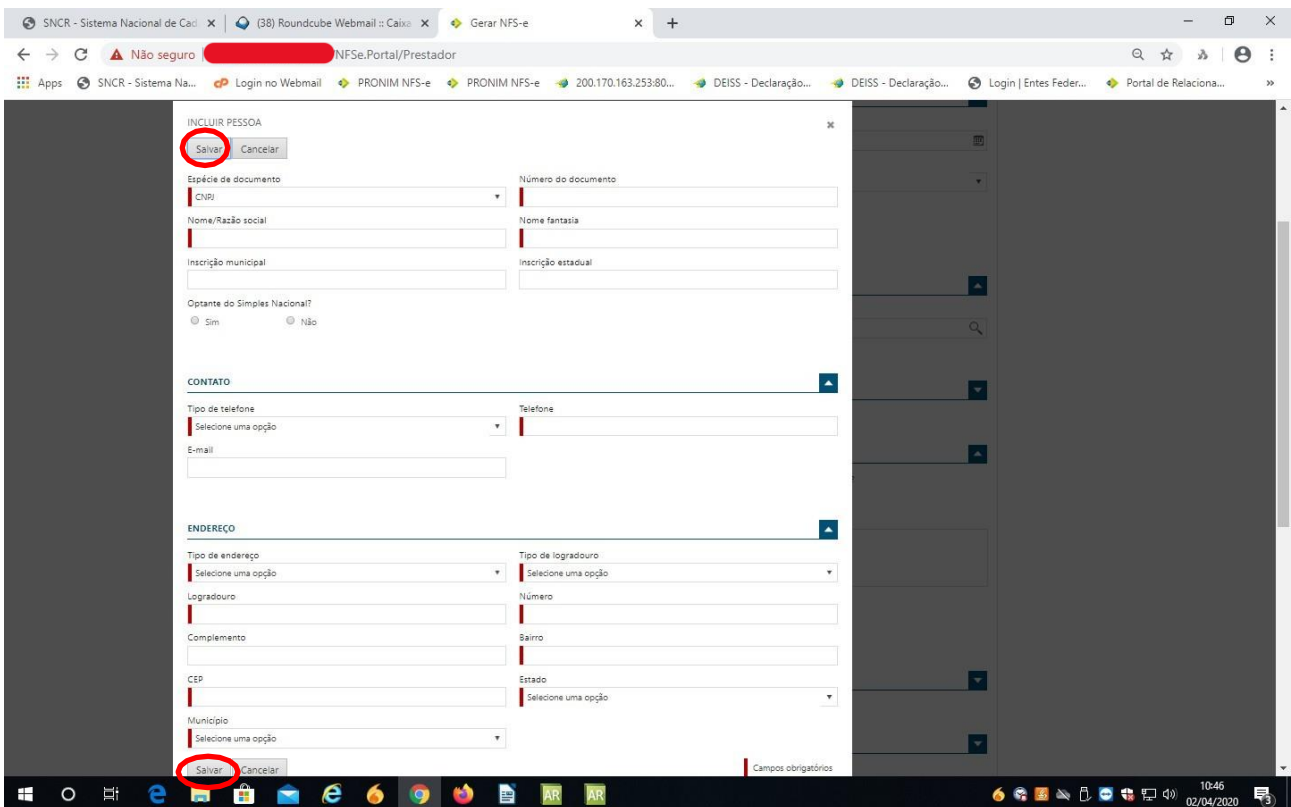 SNCR - Sistema Nacional de Cad
(38) Roundcube Webmail :: Caixa
Gerar NFS-e
Não seguro
/NFSe.Portal/Prestador
Apps
SNCR - Sistema Na...
Login no Webmail
PRONIM NFS-e
PRONIM NFS-e
200.170.163.253:80...
DEISS - Declaração...
DEISS - Declaração...
Login | Entes Feder...
Portal de Relaciona...
INCLUIR PESSOA
Salvar Cancelar
Espécie de documento Número do documento
CNPJ
Nome/Razão social Nome fantasia
Inscrição municipal Inscrição estadual
Optante do Simples Nacional?
Sim Não
CONTATO
Tipo de telefone Telefone
Selecione uma opção
E-mail
ENDEREÇO
Tipo de endereço Tipo de logradouro
Selecione uma opção Selecione uma opção
Logradouro Número
Complemento Bairro
CEP Estado
Selecione uma opção
Município
Selecione uma opção
Salvar Cancelar Campos obrigatórios
AR AR
10:46
02/04/2020